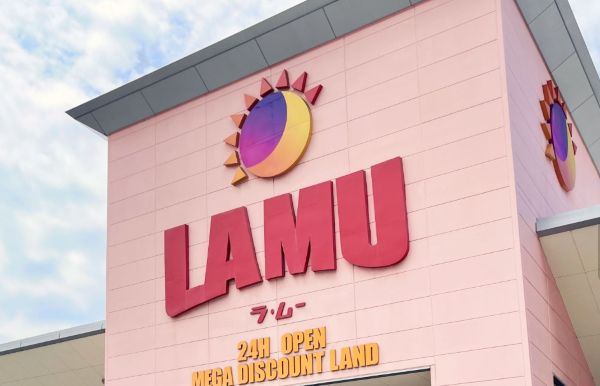 LAMU
ラ・ムー
24H OPEN
MEGA DISCOUNT LAND